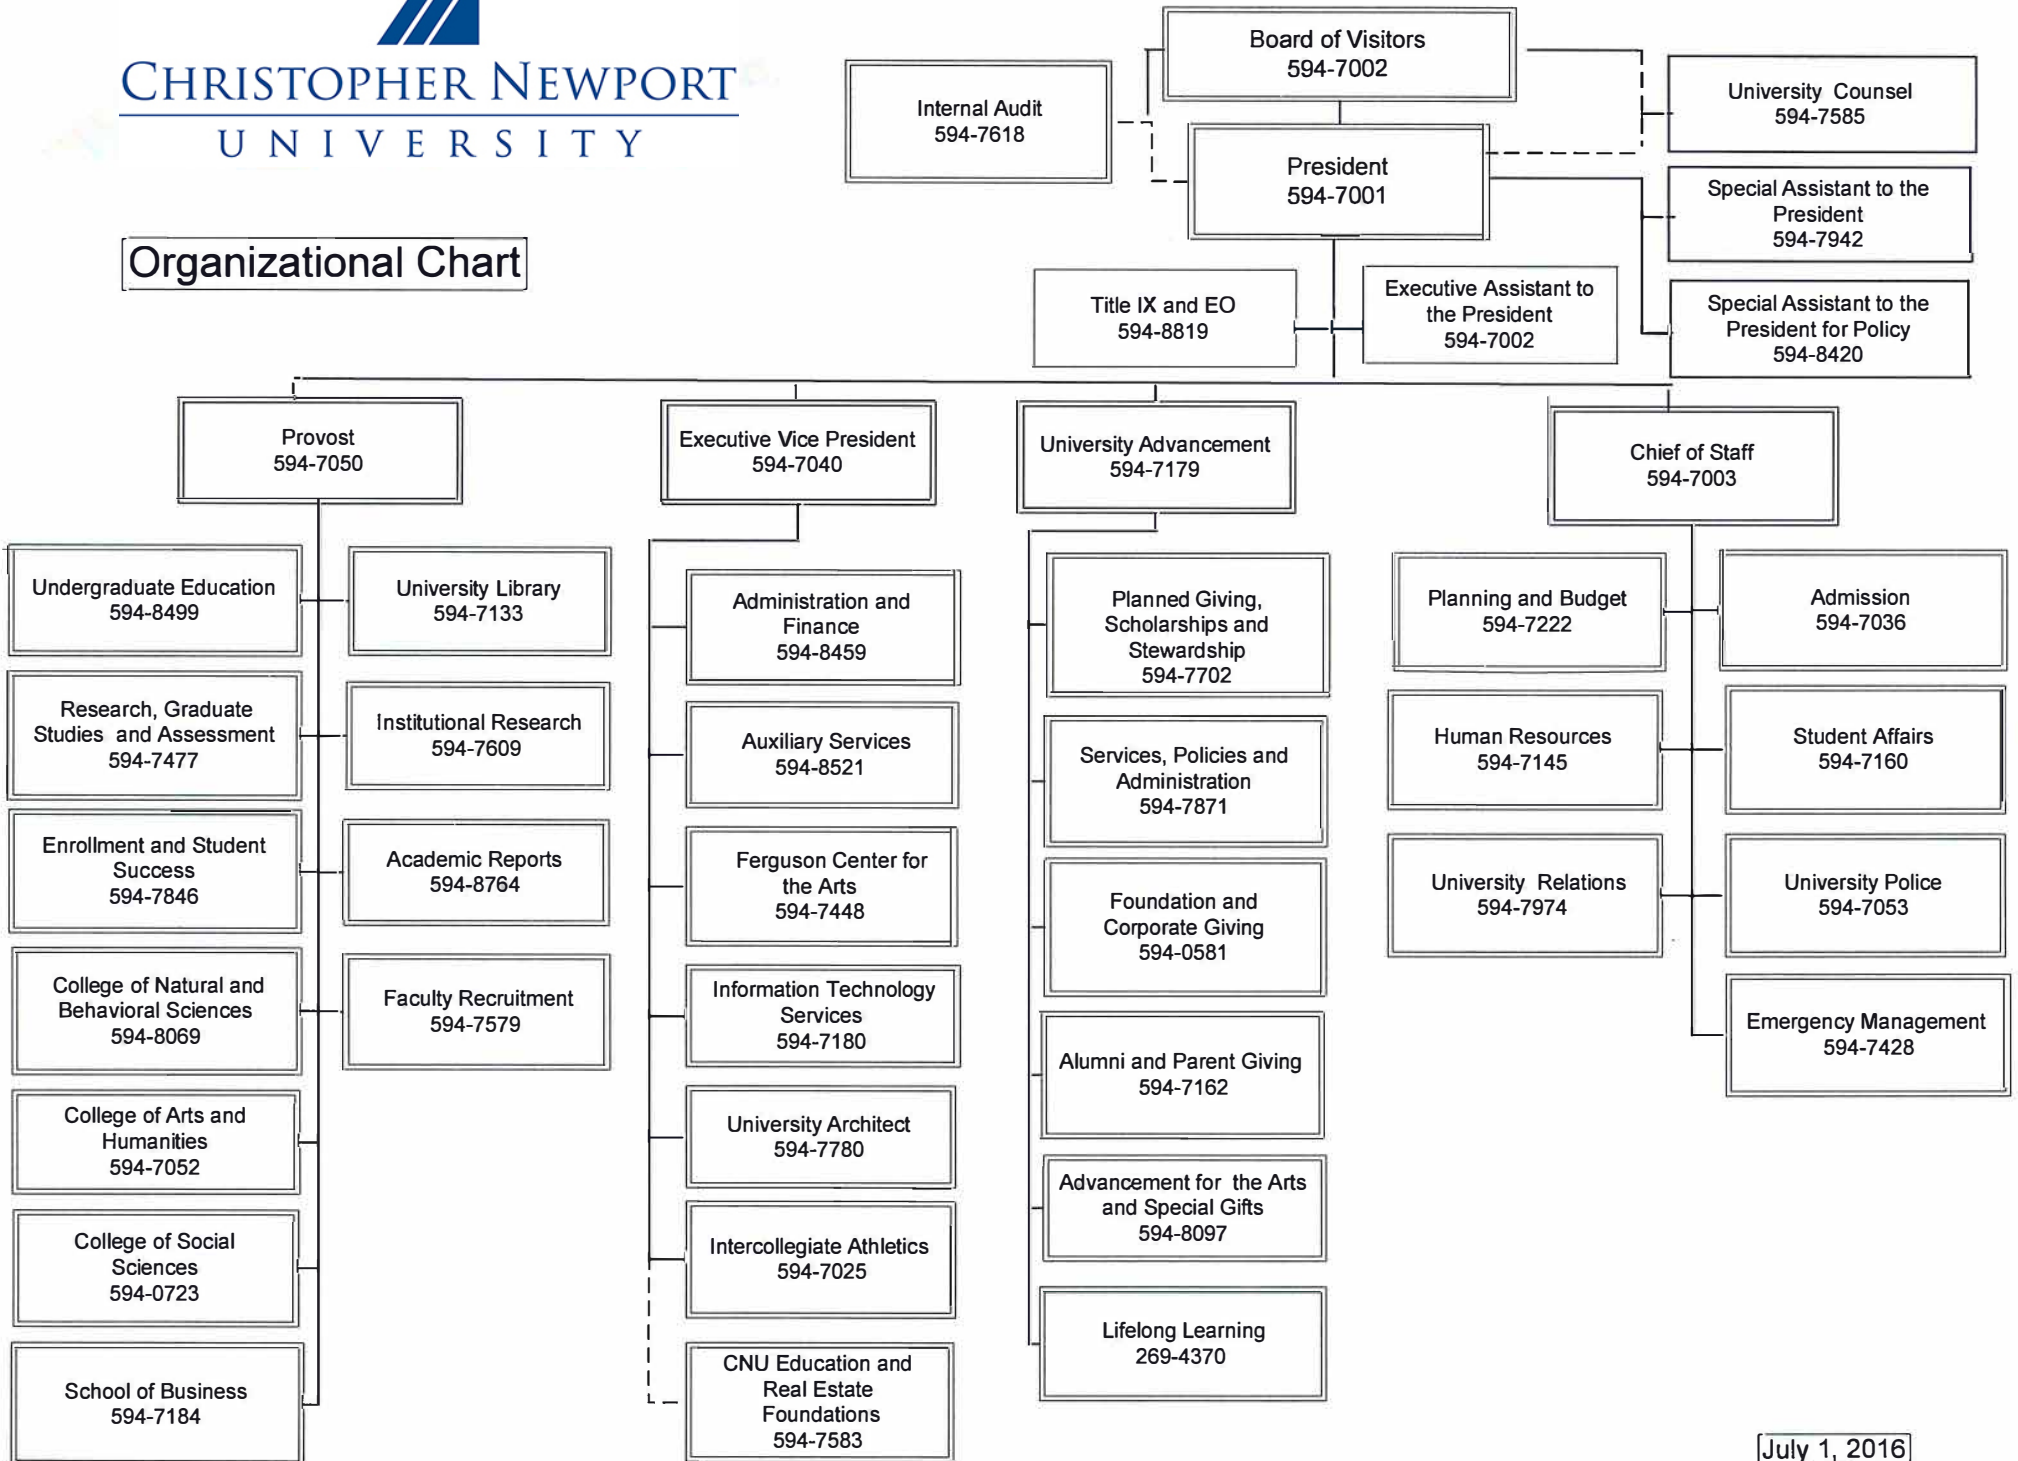 CHRISTOPHER NEWPORT
UNIVERSITY
Organizational Chart
Board of Visitors
594-7002
Internal Audit
594-7618
President
594-7001
University Counsel
594-7585
Special Assistant to the
President
594-7942
Special Assistant to the
President for Policy
594-8420
Title IX and EO
594-8819
Executive Assistant to
the President
594-7002
Provost
594-7050
Executive Vice President
594-7040
University Advancement
594-7179
Chief of Staff
594-7003
Undergraduate Education
594-8499
Research, Graduate
Studies and Assessment
594-7477
Enrollment and Student
Success
594-7846
College of Natural and
Behavioral Sciences
594-8069
College of Arts and
Humanities
594-7052
College of Social
Sciences
594-0723
School of Business
594-7184
University Library
594-7133
Institutional Research
594-7609
Academic Reports
594-8764
Faculty Recruitment
594-7579
Administration and
Finance
594-8459
Auxiliary Services
594-8521
Ferguson Center for
the Arts
594-7448
Information Technology
Services
594-7180
University Architect
594-7780
Intercollegiate Athletics
594-7025
CNU Education and
Real Estate
Foundations
594-7583
Planned Giving,
Scholarships and
Stewardship
594-7702
Services, Policies and
Administration
594-7871
Foundation and
Corporate Giving
594-0581
Alumni and Parent Giving
594-7162
Advancement for the Arts
and Special Gifts
594-8097
Lifelong Learning
269-4370
Planning and Budget
594-7222
Human Resources
594-7145
University Relations
594-7974
Admission
594-7036
Student Affairs
594-7160
University Police
594-7053
Emergency Management
594-7428
July 1, 2016